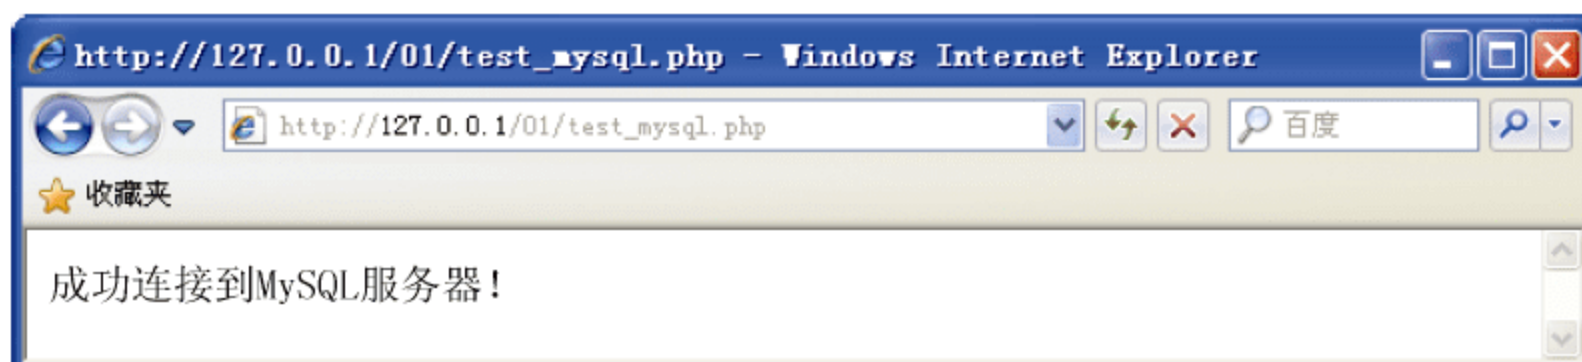 http://127.0.0.1/01/test_mysql.php - Windows Internet Explorer
http://127.0.0.1/01/test_mysql.php 百度
收藏夹
成功连接到MySQL服务器!